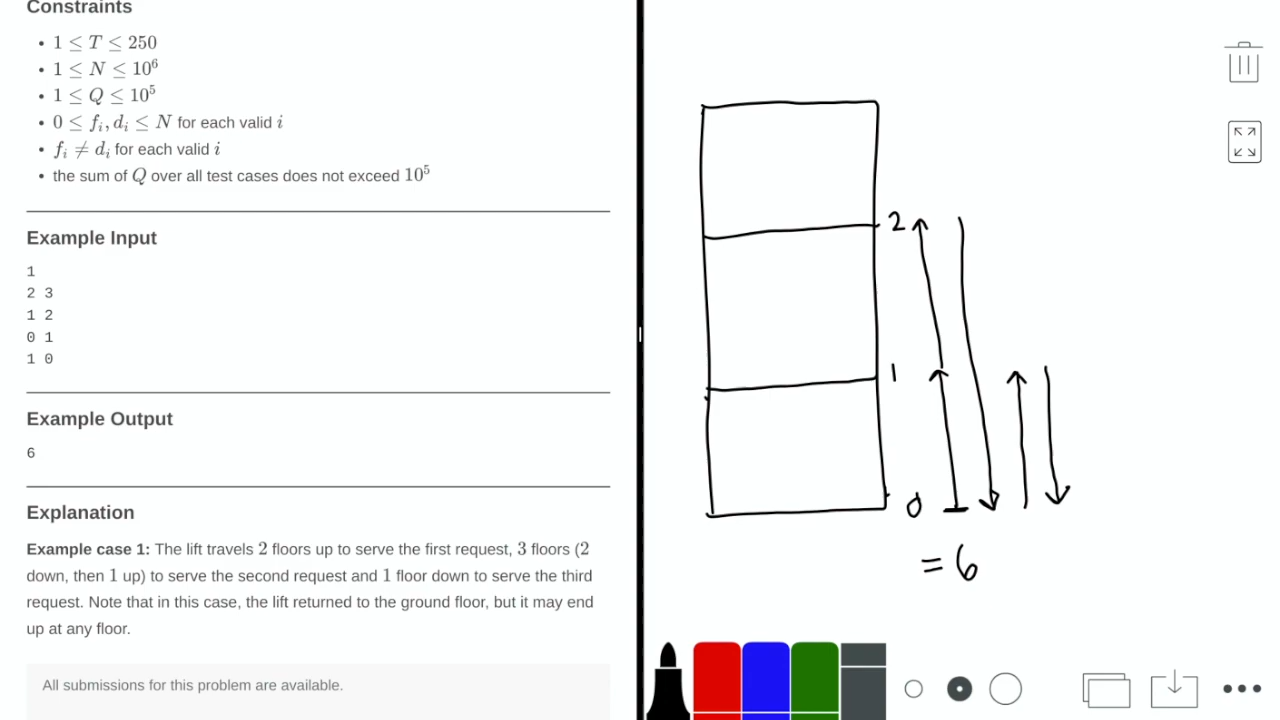 Constraints
• 1 ≤ T ≤ 250
• 1 ≤ N ≤ 10⁶
• 1 ≤ Q ≤ 10⁵
• 0 ≤ fᵢ, dᵢ ≤ N for each valid i
• fᵢ ≠ dᵢ for each valid i
• the sum of Q over all test cases does not exceed 10⁵
Example Input
1
2 3
1 2
0 1
1 0
Example Output
6
Explanation
Example case 1: The lift travels 2 floors up to serve the first request, 3 floors (2
down, then 1 up) to serve the second request and 1 floor down to serve the third
request. Note that in this case, the lift returned to the ground floor, but it may end
up at any floor.
All submissions for this problem are available.
2
1
0
= 6